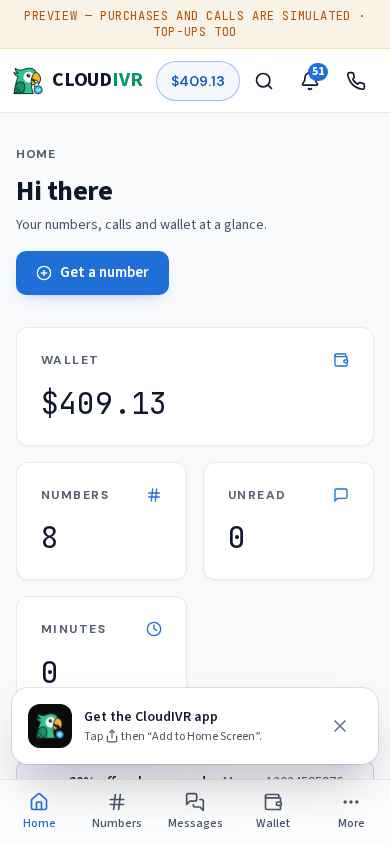 PREVIEW — PURCHASES AND CALLS ARE SIMULATED ·
TOP-UPS TOO
CLOUDIVR
$409.13
51
HOME
Hi there
Your numbers, calls and wallet at a glance.
Get a number
WALLET
$409.13
NUMBERS
8
UNREAD
0
MINUTES
0
Get the CloudIVR app
Tap then “Add to Home Screen”.
Home
Numbers
Messages
Wallet
More